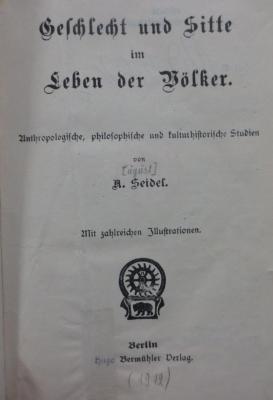 Geschlecht und Sitte
im
Leben der Völker.
Anthropologische, philosophische und kulturhistorische Studien
von
[August]
A. Seidel.
Mit zahlreichen Illustrationen.
Berlin
Hugo Bermühler Verlag.
(1912)